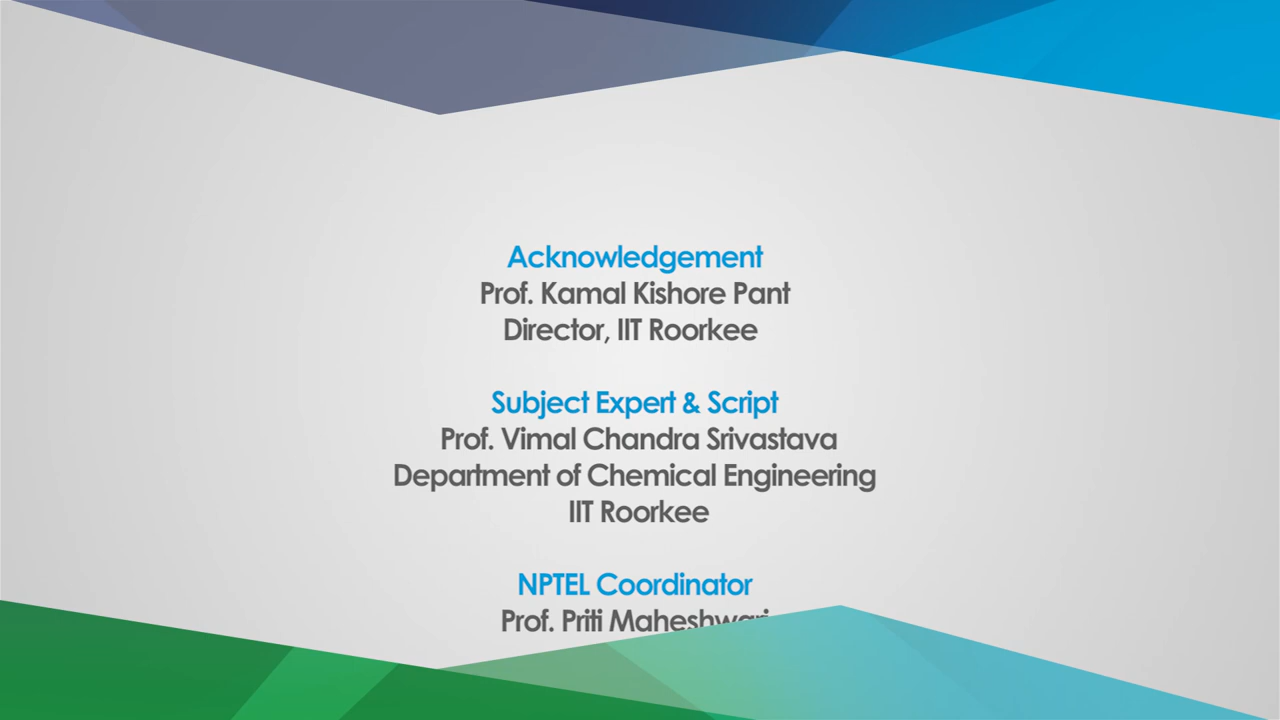 Acknowledgement
Prof. Kamal Kishore Pant
Director, IIT Roorkee
Subject Expert & Script
Prof. Vimal Chandra Srivastava
Department of Chemical Engineering
IIT Roorkee
NPTEL Coordinator
Prof. Priti Maheshwari